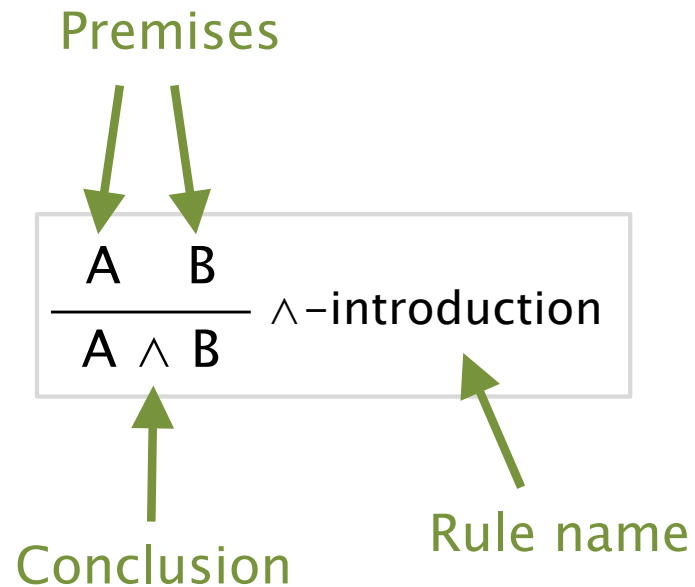 Premises
A B
∧-introduction
A ∧ B
Rule name
Conclusion